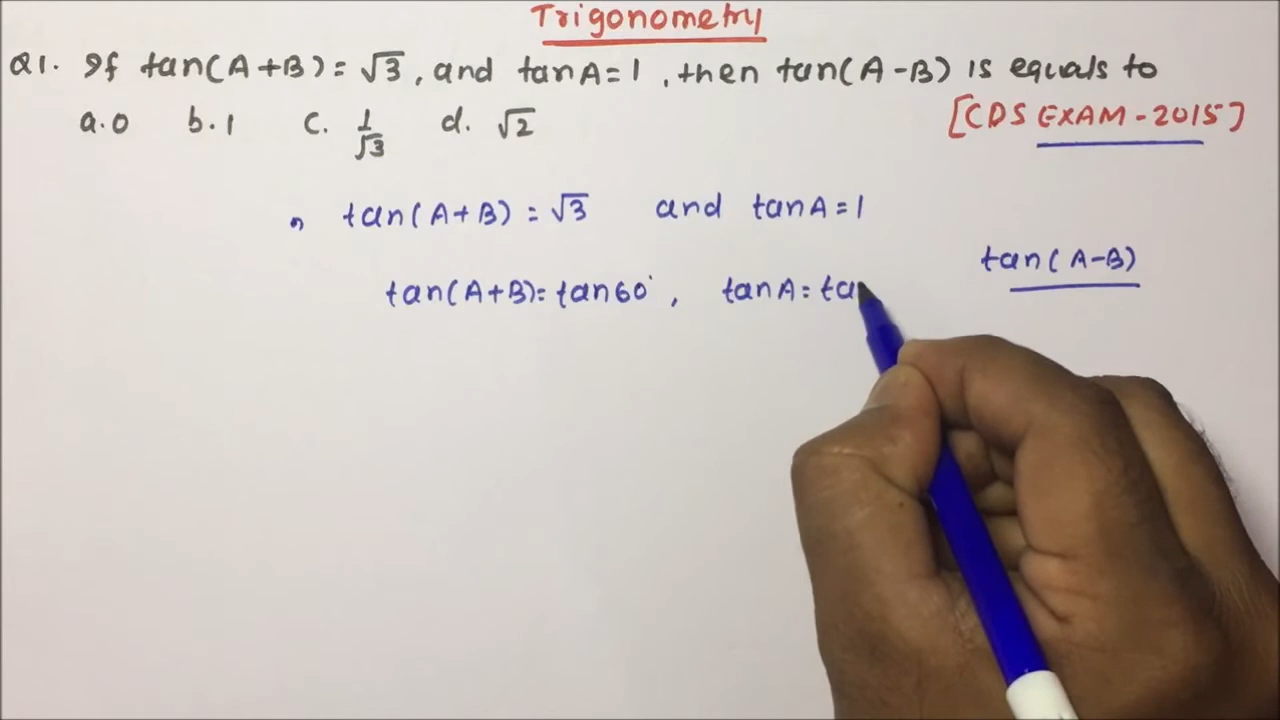 Trigonometry
Q1. If tan(A+B)=√3, and tanA=1, then tan(A-B) is equals to
a.0 b.1 c. 1/√3 d. √2
[CDS EXAM-2015]
tan(A+B)=√3 and tanA=1
tan(A-B)
tan(A+B)=tan60°, tanA=ta